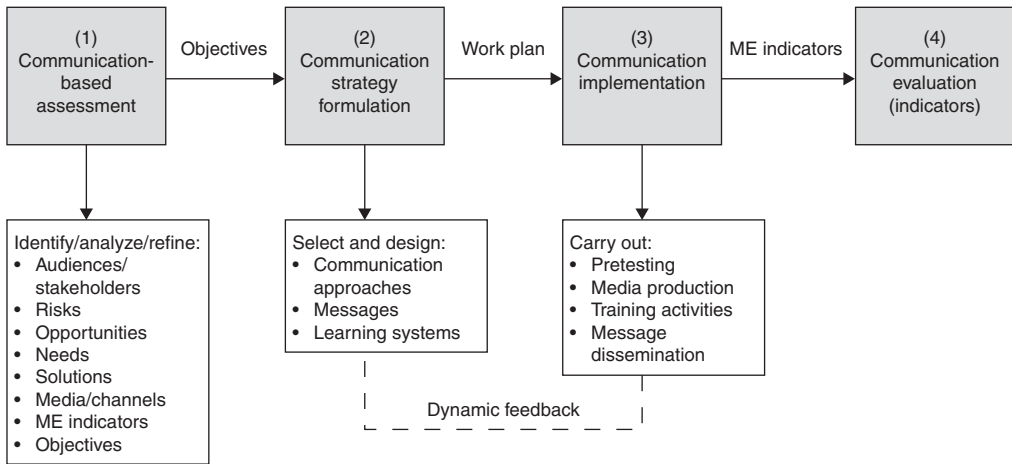 (1)
Communication-
based
assessment
Objectives
(2)
Communication
strategy
formulation
Work plan
(3)
Communication
implementation
ME indicators
(4)
Communication
evaluation
(indicators)
Identify/analyze/refine:
• Audiences/
stakeholders
• Risks
• Opportunities
• Needs
• Solutions
• Media/channels
• ME indicators
• Objectives
Select and design:
• Communication
approaches
• Messages
• Learning systems
Carry out:
• Pretesting
• Media production
• Training activities
• Message
dissemination
Dynamic feedback